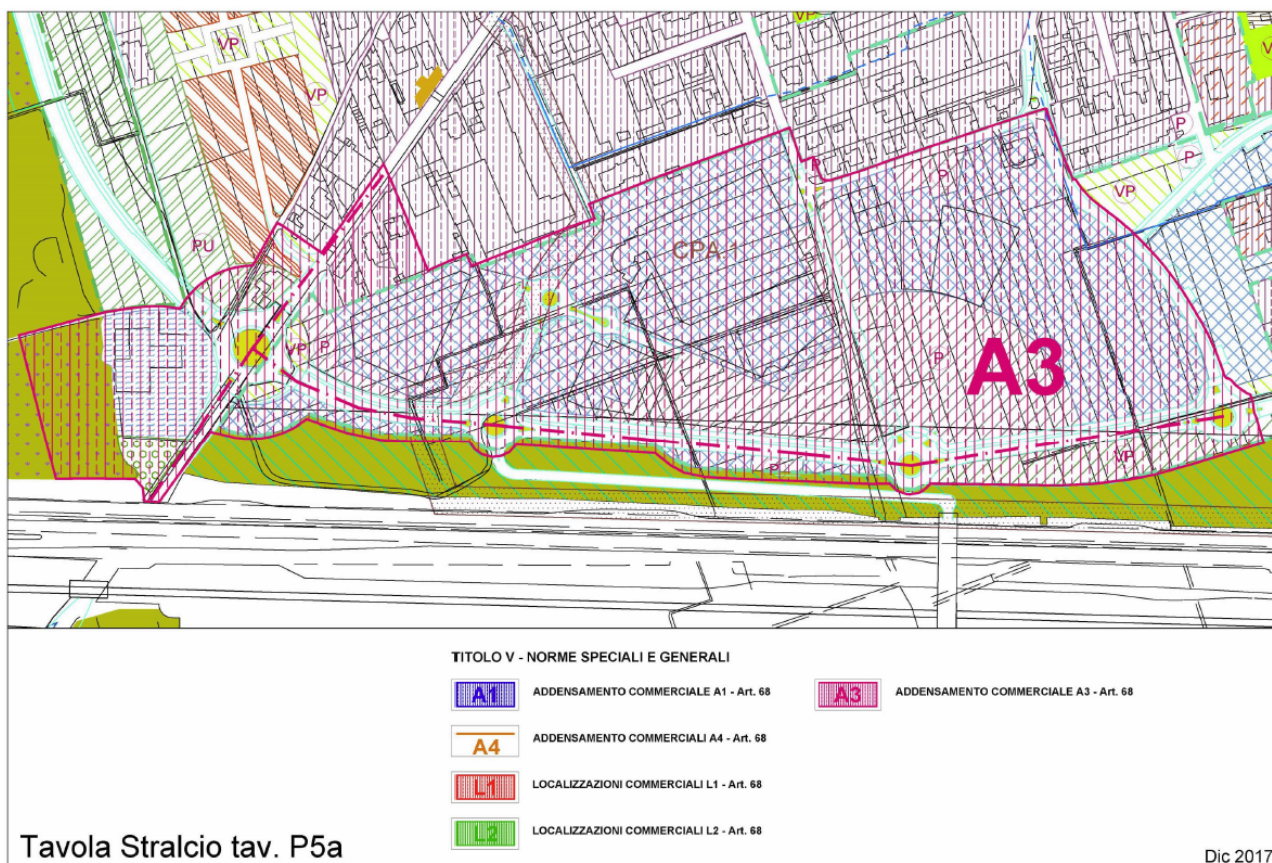 VP
VP
VP
V
P
P
P
P
VP
PU
CPA.1
VP
P
P
A3
P
VP
TITOLO V - NORME SPECIALI E GENERALI
A1 ADDENSAMENTO COMMERCIALE A1 - Art. 68
A3 ADDENSAMENTO COMMERCIALE A3 - Art. 68
A4 ADDENSAMENTO COMMERCIALI A4 - Art. 68
L1 LOCALIZZAZIONI COMMERCIALI L1 - Art. 68
L2 LOCALIZZAZIONI COMMERCIALI L2 - Art. 68
Tavola Stralcio tav. P5a
Dic 2017